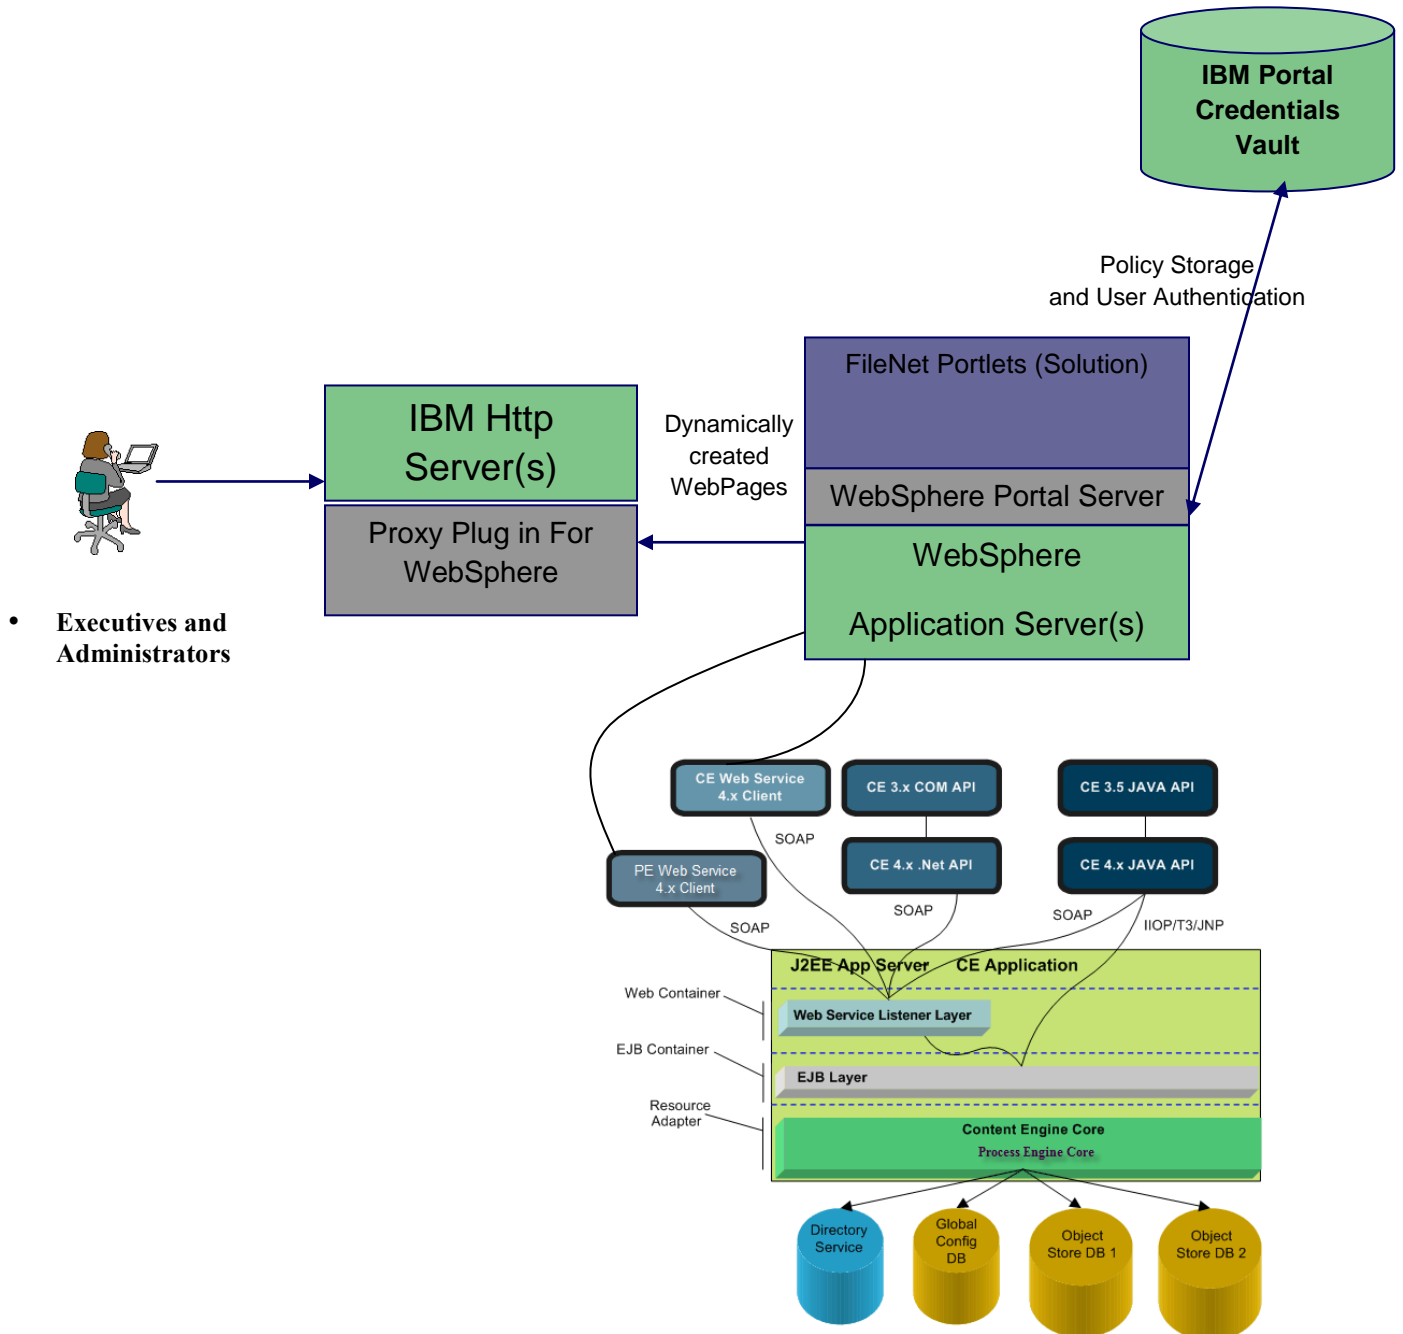 IBM Portal
Credentials
Vault
Policy Storage
and User Authentication
FileNet Portlets (Solution)
IBM Http
Server(s)
Dynamically
created
WebPages
WebSphere Portal Server
Proxy Plug in For
WebSphere
WebSphere
Application Server(s)
• Executives and
Administrators
CE Web Service
4.x Client
CE 3.x COM API
CE 3.5 JAVA API
SOAP
PE Web Service
4.x Client
CE 4.x .Net API
CE 4.x JAVA API
SOAP
SOAP
SOAP
IIOP/T3/JNP
J2EE App Server CE Application
Web Container
Web Service Listener Layer
EJB Container
EJB Layer
Resource
Adapter
Content Engine Core
Process Engine Core
Directory
Service
Global
Config
DB
Object
Store DB 1
Object
Store DB 2